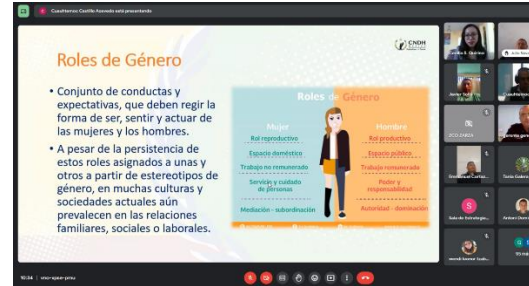 Cuauhtemoc Castillo Acevedo está presentando
CNDH
Roles de Género
• Conjunto de conductas y
expectativas, que deben regir la
forma de ser, sentir y actuar de
las mujeres y los hombres.
• A pesar de la persistencia de
estos roles asignados a unas y
otros a partir de estereotipos de
género, en muchas culturas y
sociedades actuales aún
prevalecen en las relaciones
familiares, sociales o laborales.
Roles de Género
Mujer
Rol reproductivo
Espacio doméstico
Trabajo no remunerado
Servicio y cuidado
de personas
Mediación - subordinación
Hombre
Rol productivo
Espacio público
Trabajo remunerado
Poder y
responsabilidad
Autoridad - dominación